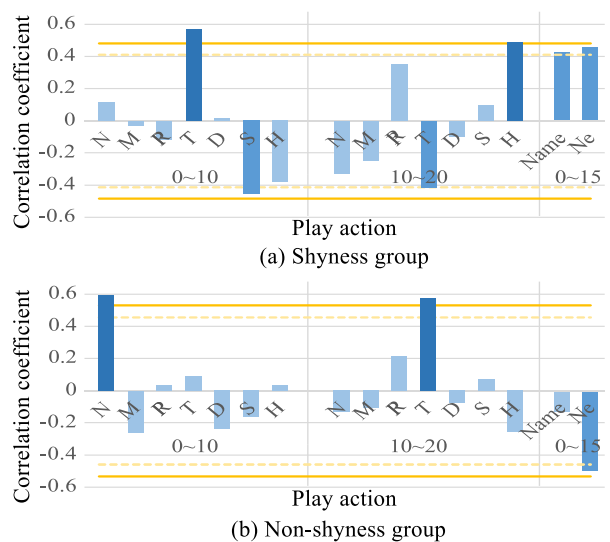 Correlation coefficient
0.6
0.4
0.2
0
-0.2
-0.4
-0.6
N M R T D S H N M R T D S H Name Ne
0~10 10~20 0~15
Play action
(a) Shyness group
Correlation coefficient
0.6
0.4
0.2
0
-0.2
-0.4
-0.6
N M R T D S H N M R T D S H Name Ne
0~10 10~20 0~15
Play action
(b) Non-shyness group